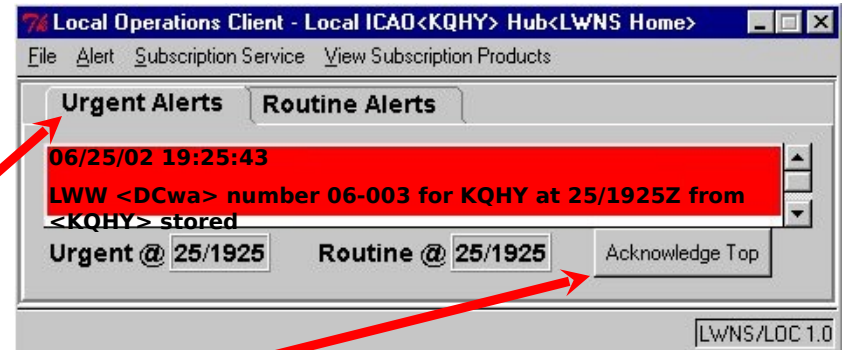 7% Local Operations Client - Local ICAO<KQHY> Hub<LWNS Home>
File Alert Subscription Service View Subscription Products
Urgent Alerts Routine Alerts
06/25/02 19:25:43
LWW <DCwa> number 06-003 for KQHY at 25/1925Z from
<KQHY> stored
Urgent @ 25/1925 Routine @ 25/1925 Acknowledge Top
LWNS/LOC 1.0